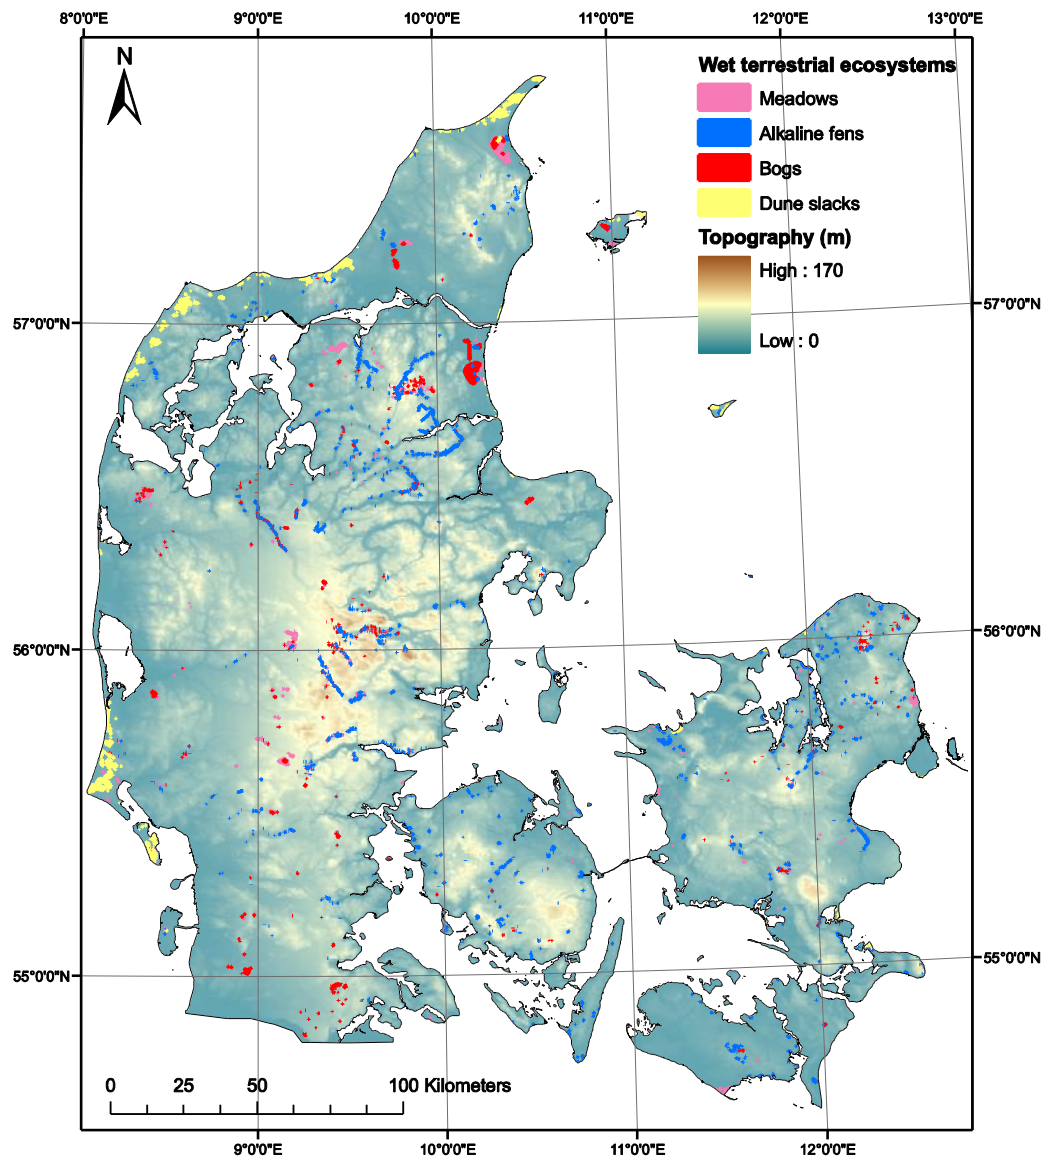 8°0'0"E 9°0'0"E 10°0'0"E 11°0'0"E 12°0'0"E 13°0'0"E
N
Wet terrestrial ecosystems
Meadows
Alkaline fens
Bogs
Dune slacks
Topography (m)
High : 170
Low : 0
57°0'0"N 57°0'0"N
56°0'0"N 56°0'0"N
55°0'0"N 55°0'0"N
0 25 50 100 Kilometers
9°0'0"E 10°0'0"E 11°0'0"E 12°0'0"E